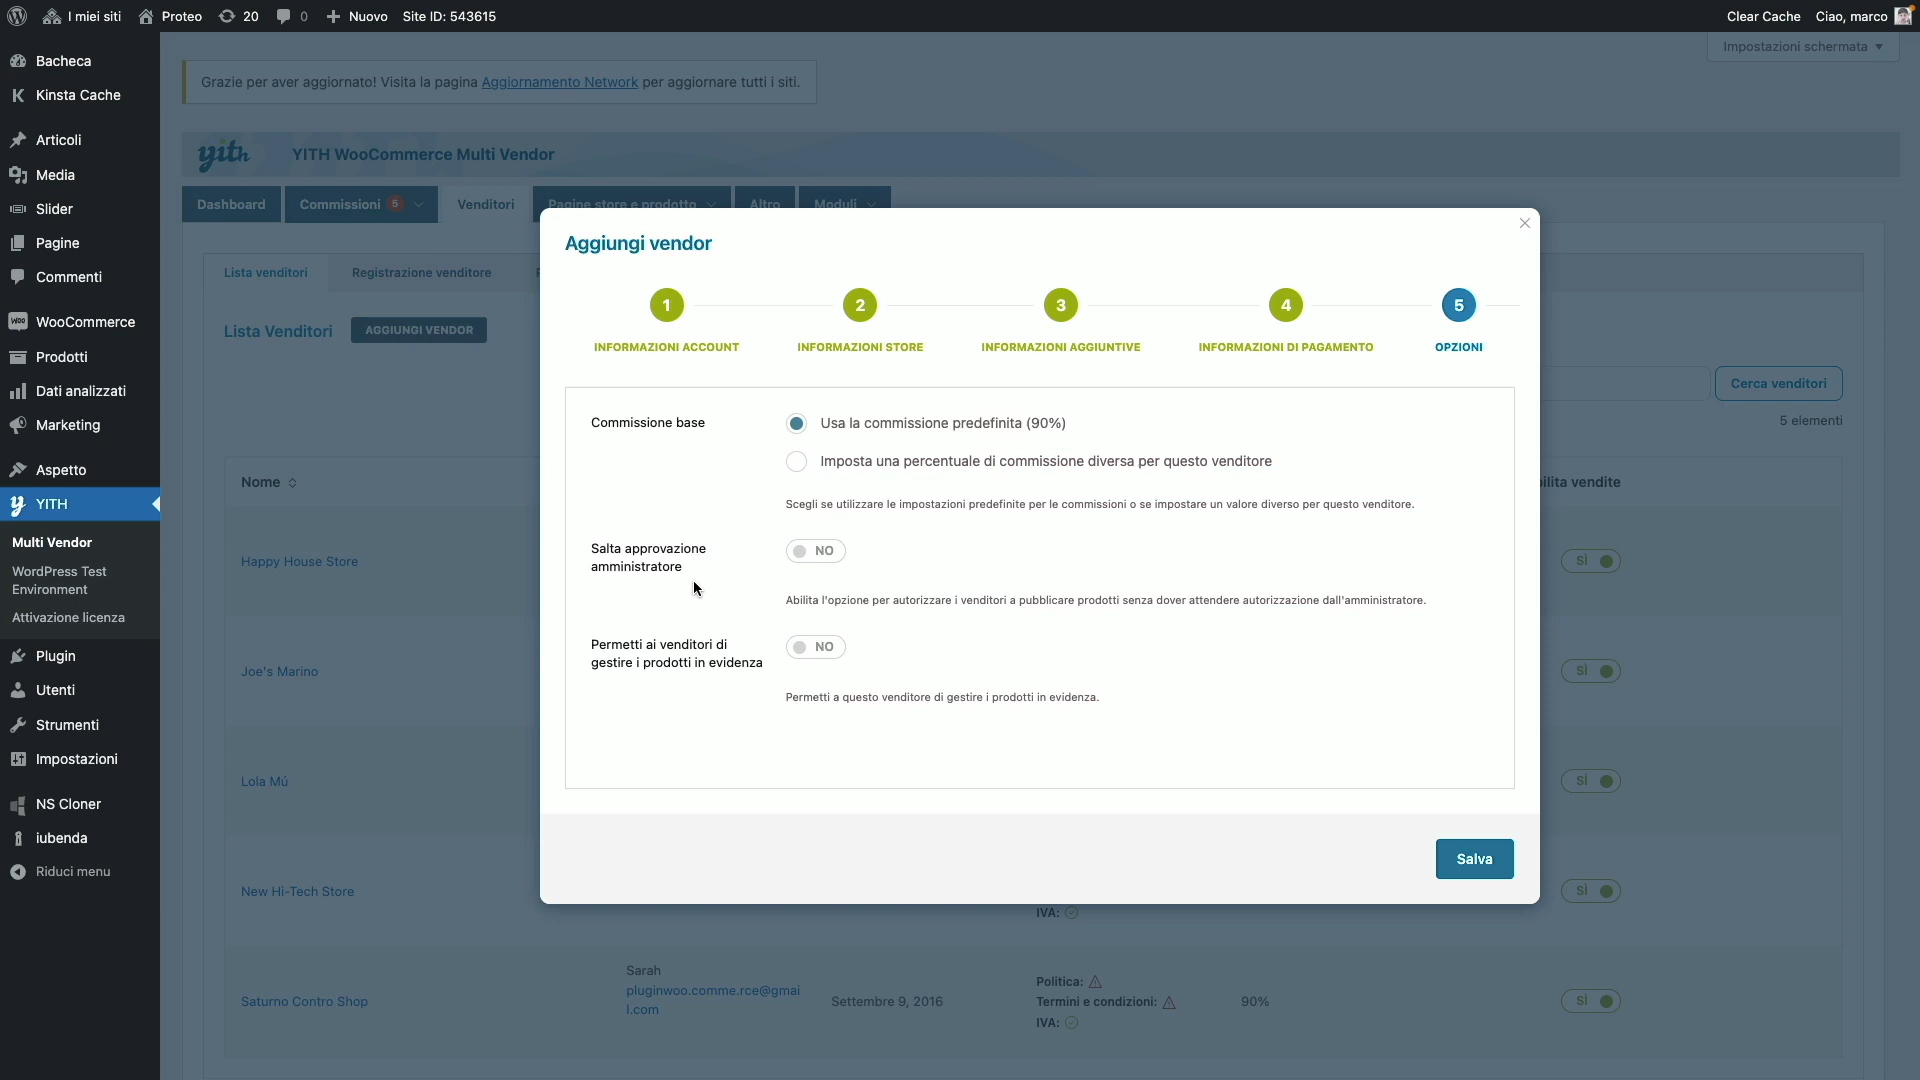 I miei siti
Proteo
20
0
Nuovo
Site ID: 543615
Clear Cache
Ciao, marco
Bacheca
Kinsta Cache
Articoli
Media
Slider
Pagine
Commenti
WooCommerce
Prodotti
Dati analizzati
Marketing
Aspetto
YITH
Multi Vendor
WordPress Test
Environment
Attivazione licenza
Plugin
Utenti
Strumenti
Impostazioni
NS Cloner
iubenda
Riduci menu
Impostazioni schermata
Grazie per aver aggiornato! Visita la pagina Aggiornamento Network per aggiornare tutti i siti.
yith
YITH WooCommerce Multi Vendor
Dashboard
Commissioni 5
Venditori
Pagine store e prodotto
Altro
Moduli
Lista venditori
Registrazione venditore
Lista Venditori
AGGIUNGI VENDOR
Cerca venditori
5 elementi
Nome
bilita vendite
Happy House Store
SÌ
Joe's Marino
SÌ
Lola Mú
SÌ
New Hi-Tech Store
IVA:
SÌ
Saturno Contro Shop
Sarah
pluginwoo.comme.rce@gmai
l.com
Settembre 9, 2016
Politica:
Termini e condizioni:
IVA:
90%
SÌ
Aggiungi vendor
1
2
3
4
5
INFORMAZIONI ACCOUNT
INFORMAZIONI STORE
INFORMAZIONI AGGIUNTIVE
INFORMAZIONI DI PAGAMENTO
OPZIONI
Commissione base
Usa la commissione predefinita (90%)
Imposta una percentuale di commissione diversa per questo venditore
Scegli se utilizzare le impostazioni predefinite per le commissioni o se impostare un valore diverso per questo venditore.
Salta approvazione
amministratore
NO
Abilita l'opzione per autorizzare i venditori a pubblicare prodotti senza dover attendere autorizzazione dall'amministratore.
Permetti ai venditori di
gestire i prodotti in evidenza
NO
Permetti a questo venditore di gestire i prodotti in evidenza.
Salva